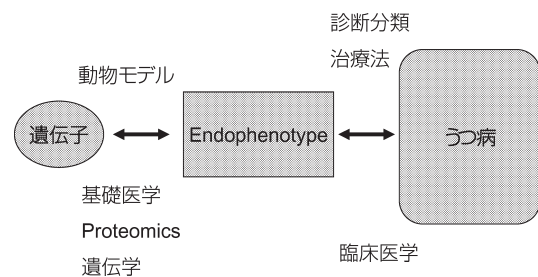 診断分類
治療法
動物モデル
遺伝子
Endophenotype
うつ病
基礎医学
Proteomics
遺伝学
臨床医学